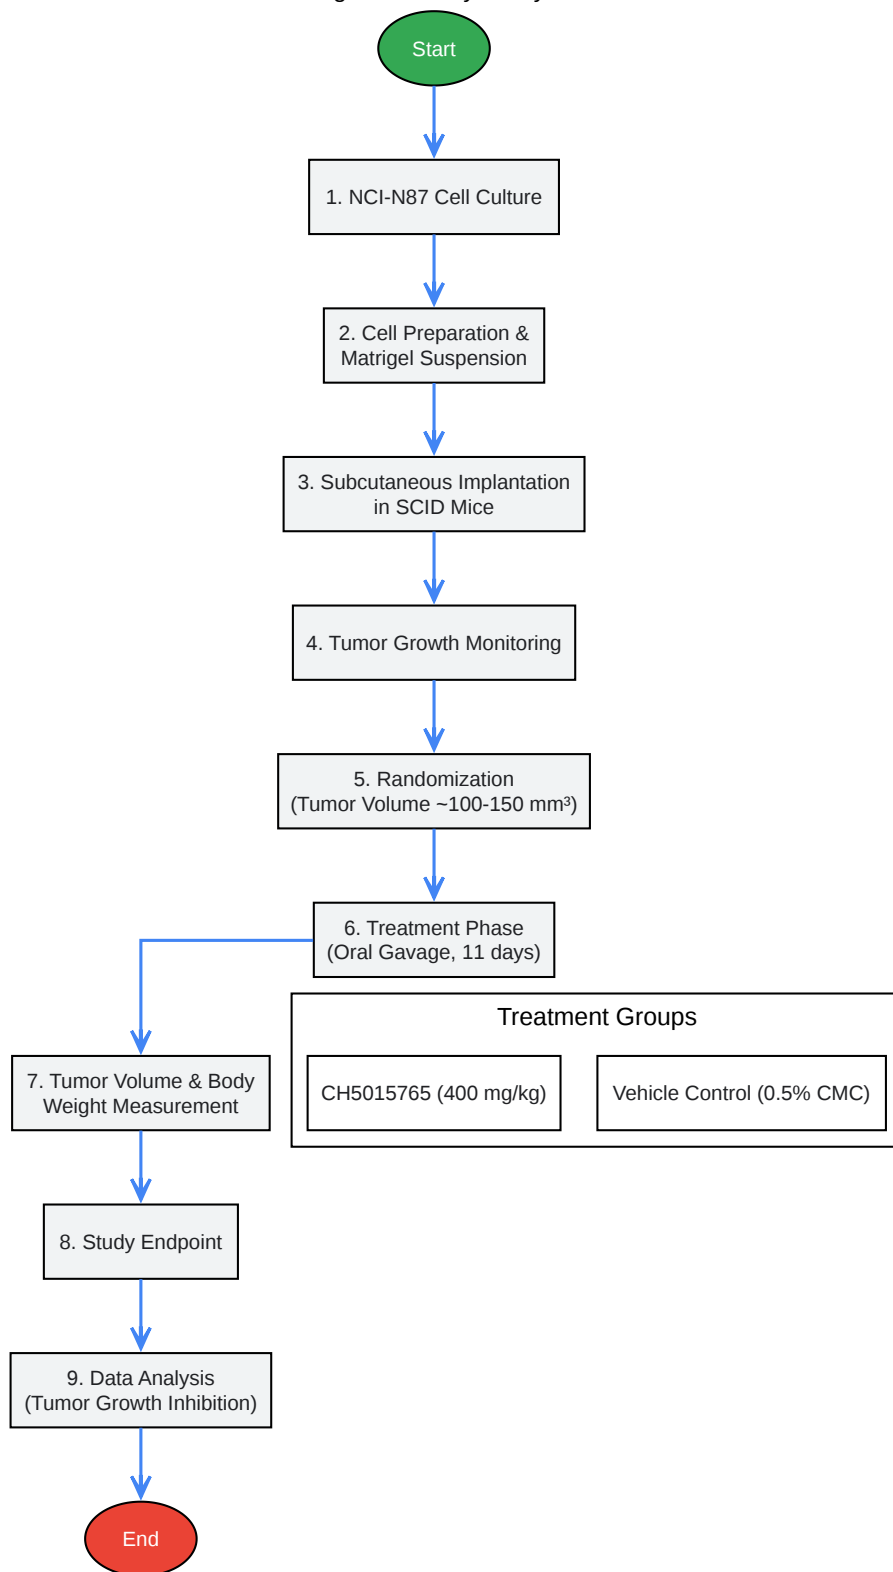 Start
1. NCI-N87 Cell Culture
2. Cell Preparation &
Matrigel Suspension
3. Subcutaneous Implantation
in SCID Mice
4. Tumor Growth Monitoring
5. Randomization
(Tumor Volume ~100-150 mm³)
6. Treatment Phase
(Oral Gavage, 11 days)
Treatment Groups
CH5015765 (400 mg/kg)
Vehicle Control (0.5% CMC)
7. Tumor Volume & Body
Weight Measurement
8. Study Endpoint
9. Data Analysis
(Tumor Growth Inhibition)
End